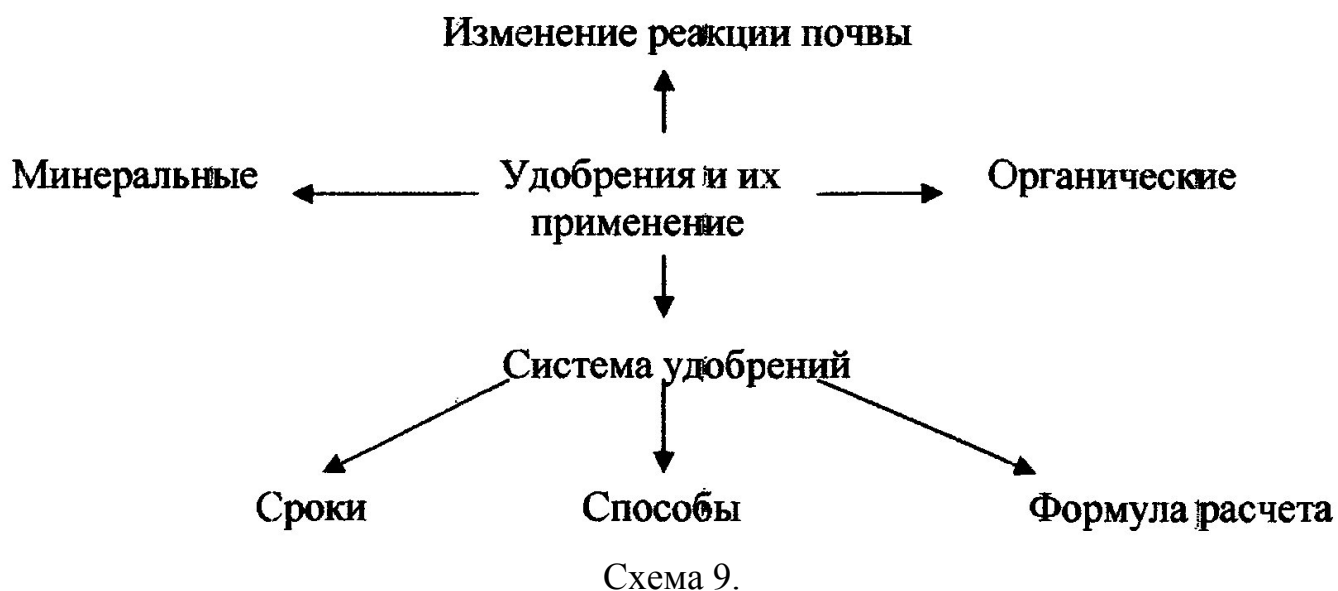 Изменение реакции почвы
Минеральные
Удобрения и их
применение
Органические
Система удобрений
Сроки
Способы
Формула расчета
Схема 9.